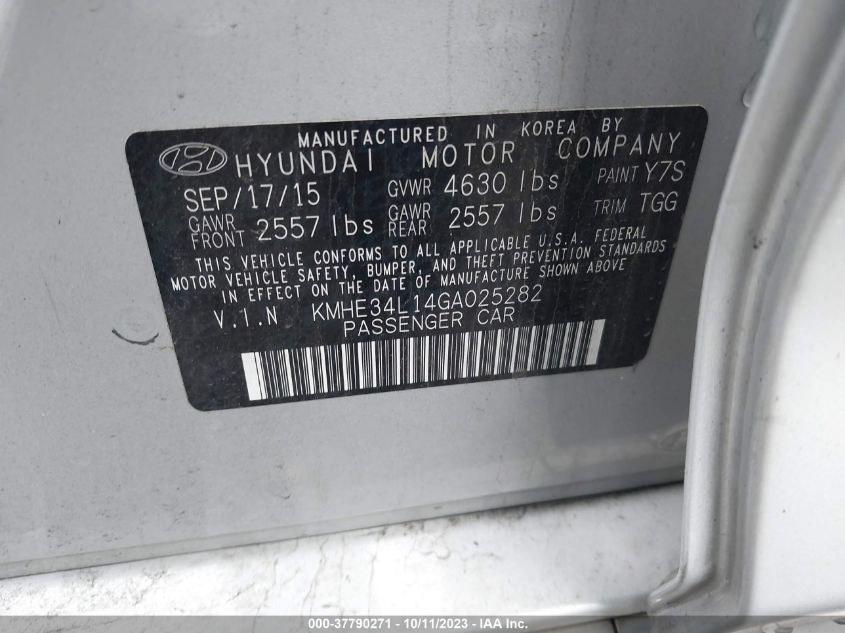 MANUFACTURED IN KOREA BY
HYUNDAI MOTOR COMPANY
SEP/17/15 GVWR 4630 lbs PAINT Y7S
GAWR FRONT 2557 lbs GAWR REAR 2557 lbs TRIM TGG
THIS VEHICLE CONFORMS TO ALL APPLICABLE U.S.A. FEDERAL
MOTOR VEHICLE SAFETY, BUMPER, AND THEFT PREVENTION STANDARDS
IN EFFECT ON THE DATE OF MANUFACTURE SHOWN ABOVE
V.I.N KMHE34L14GA025282
PASSENGER CAR
000-37790271 - 10/11/2023 - IAA Inc.